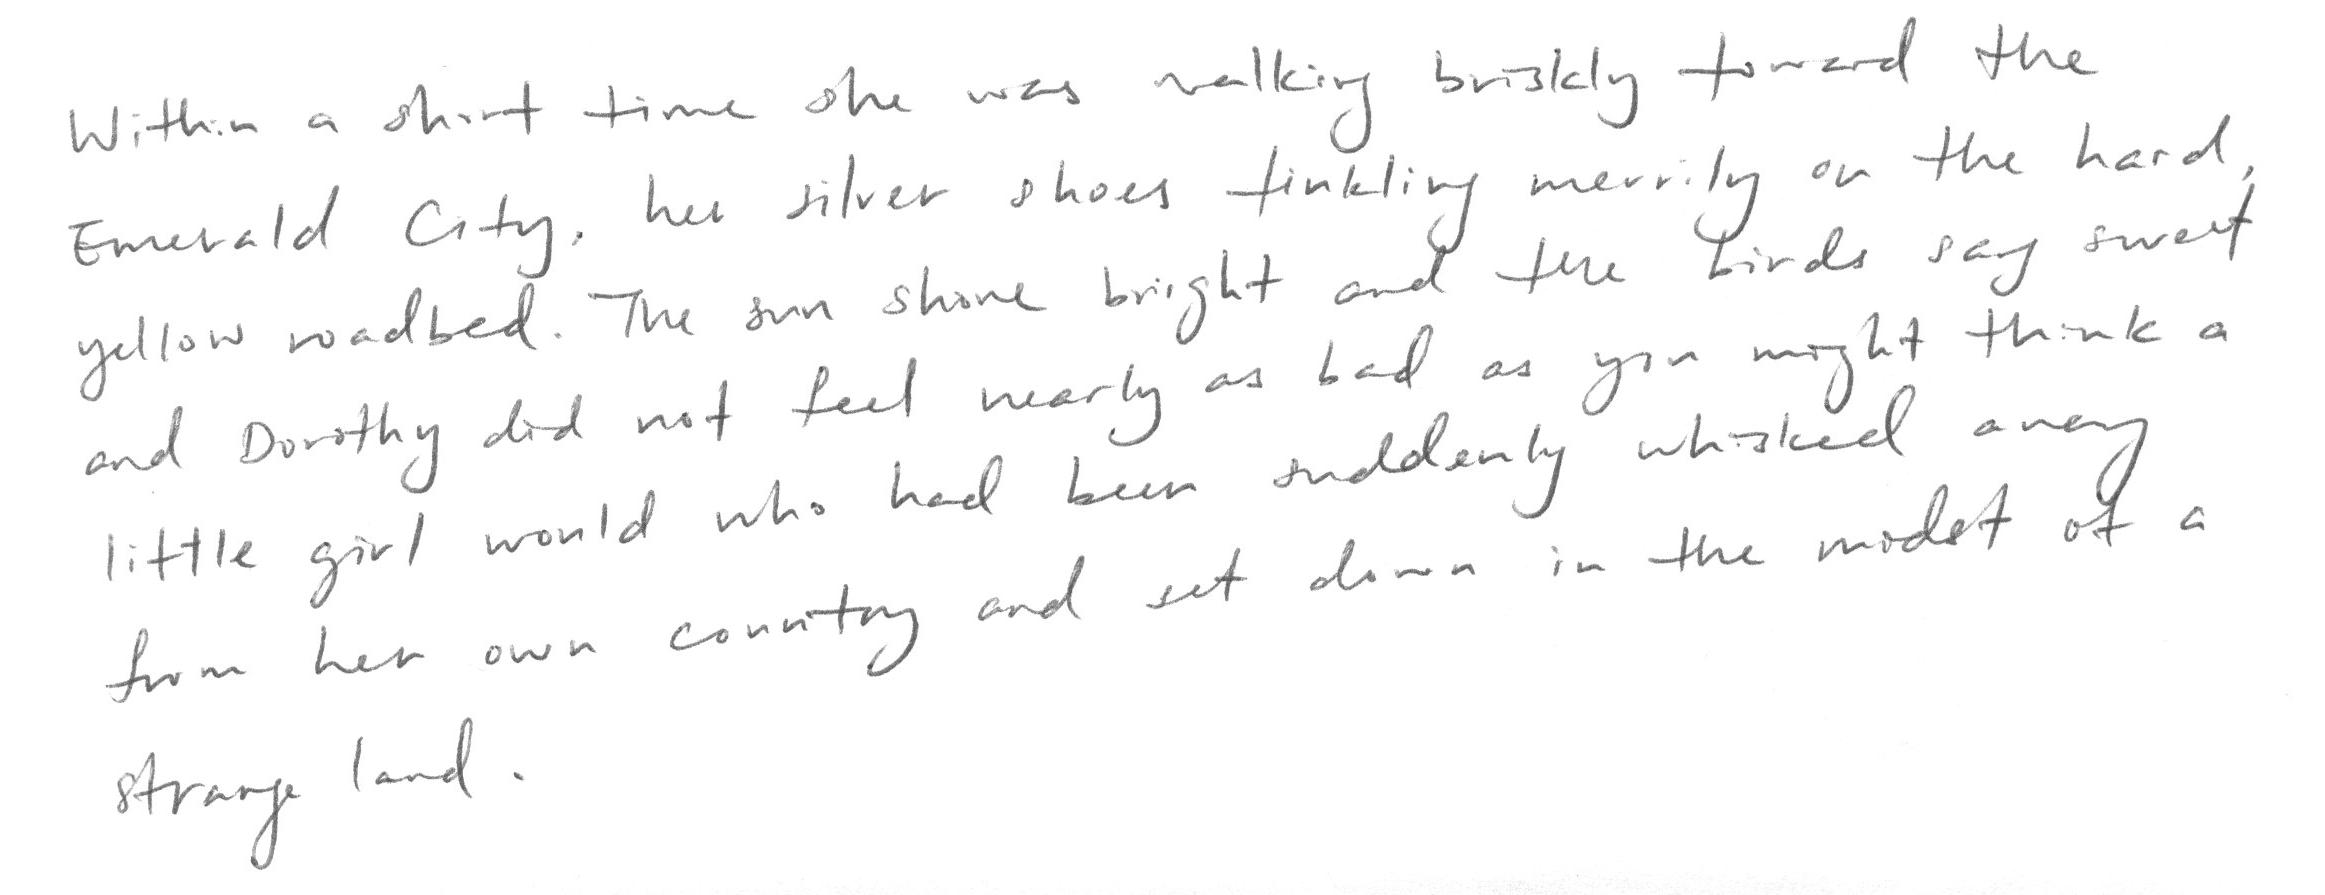 Within a short time she was walking briskly toward the
Emerald City, her silver shoes tinkling merrily on the hard,
yellow roadbed. The sun shone bright and the birds say sweet
and Dorothy did not feel nearly as bad as you might think a
little girl would who had been suddenly whisked away
from her own country and set down in the midst of a
strange land.